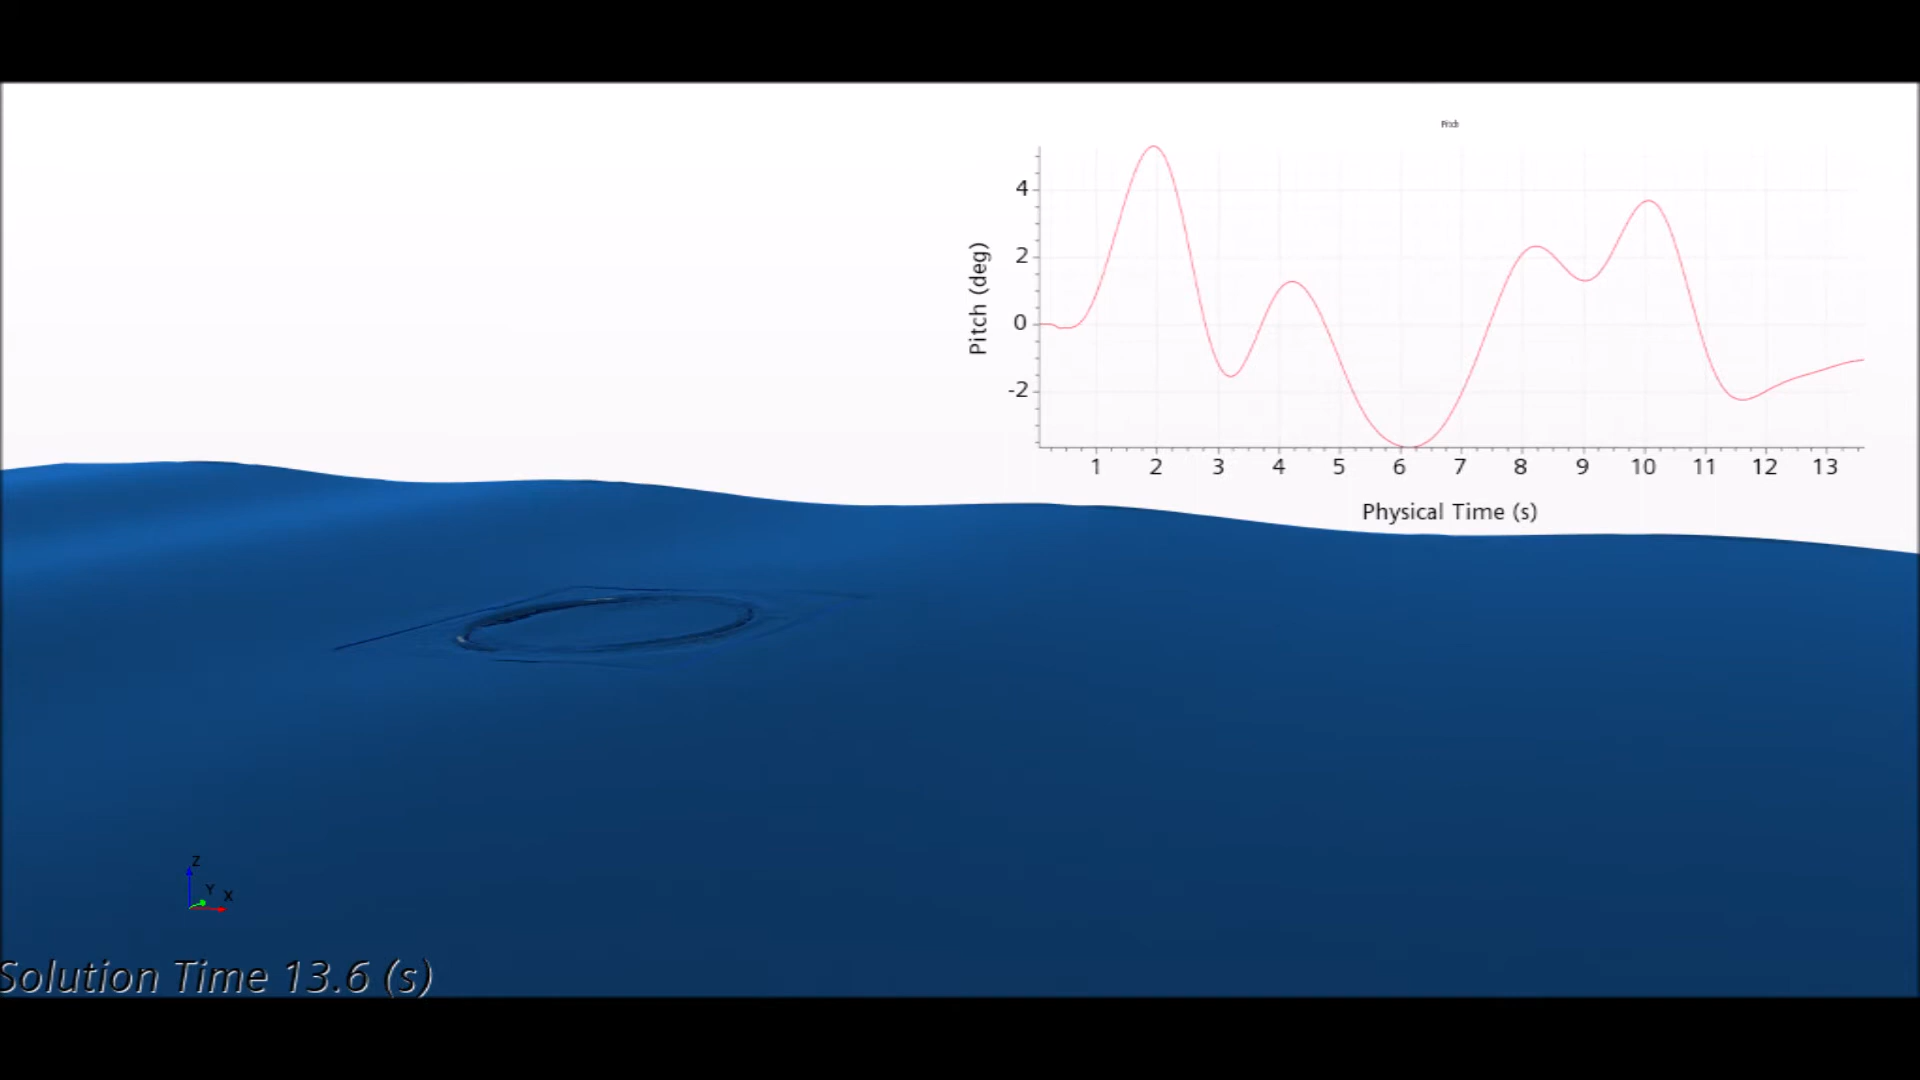 Pitch
4
2
0
-2
Pitch (deg)
1 2 3 4 5 6 7 8 9 10 11 12 13
Physical Time (s)
Z
Y X
Solution Time 13.6 (s)